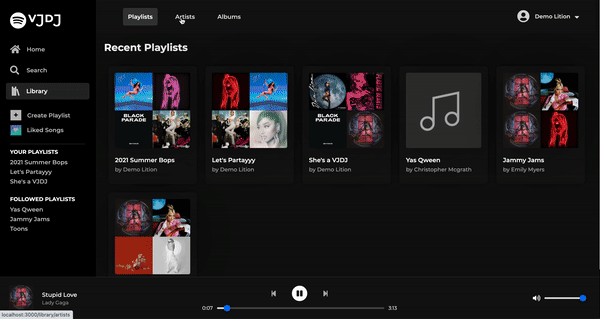 VJDJ
Playlists
Artists
Albums
Demo Lition
Home
Search
Library
Create Playlist
Liked Songs
YOUR PLAYLISTS
2021 Summer Bops
Let's Partayyy
She's a VJDJ
FOLLOWED PLAYLISTS
Yas Qween
Jammy Jams
Toons
Recent Playlists
BLACK
PARADE
2021 Summer Bops
by Demo Lition
BLACK
PARADE
Let's Partayyy
by Demo Lition
BLACK
PARADE
She's a VJDJ
by Demo Lition
Yas Qween
by Christopher Mcgrath
Jammy Jams
by Emily Myers
Stupid Love
Lady Gaga
0:07
3:13
localhost:3000/library/artists